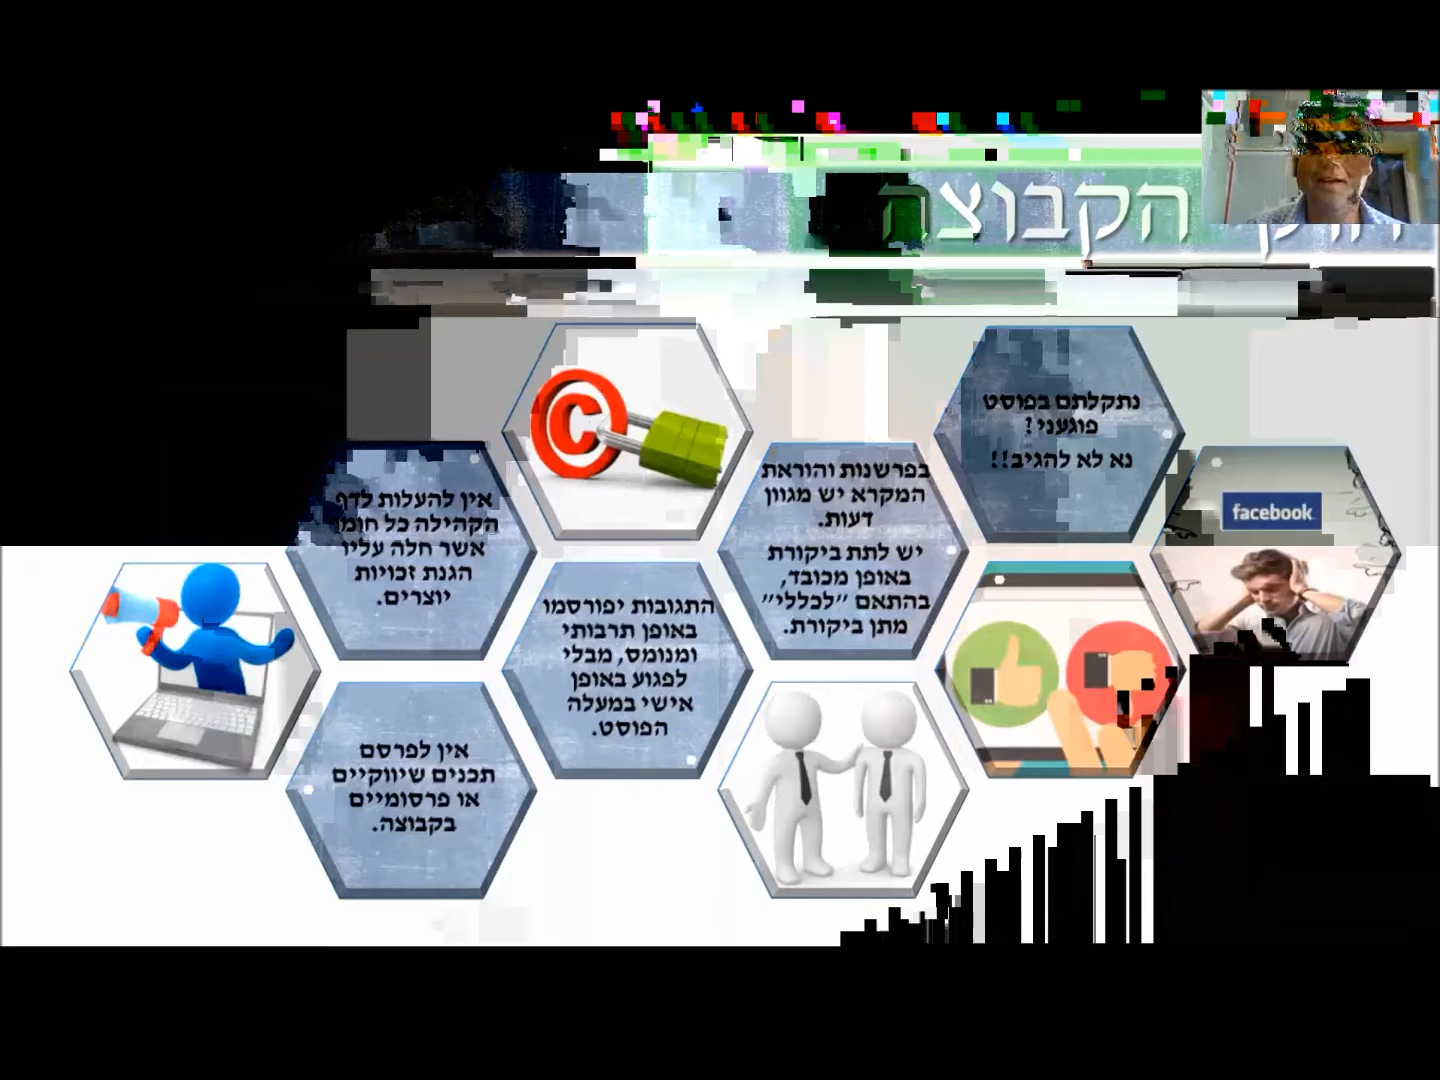 הקבוצה
נתקלתם בפוסט
פוגעני?
נא לא להגיב!!
facebook
בפרשנות והוראת
המקרא יש מגוון
דעות.
יש לתת ביקורת
באופן מכובד,
בהתאם "לכללי"
מתן ביקורת.
התגובות יפורסמו
באופן תרבותי
ומנומס, מבלי
לפגוע באופן
אישי במעלה
הפוסט.
C
אין להעלות לדף
הקהילה כל חומר
אשר חלה עליו
הגנת זכויות
יוצרים.
אין לפרסם
תכנים שיווקיים
או פרסומיים
בקבוצה.